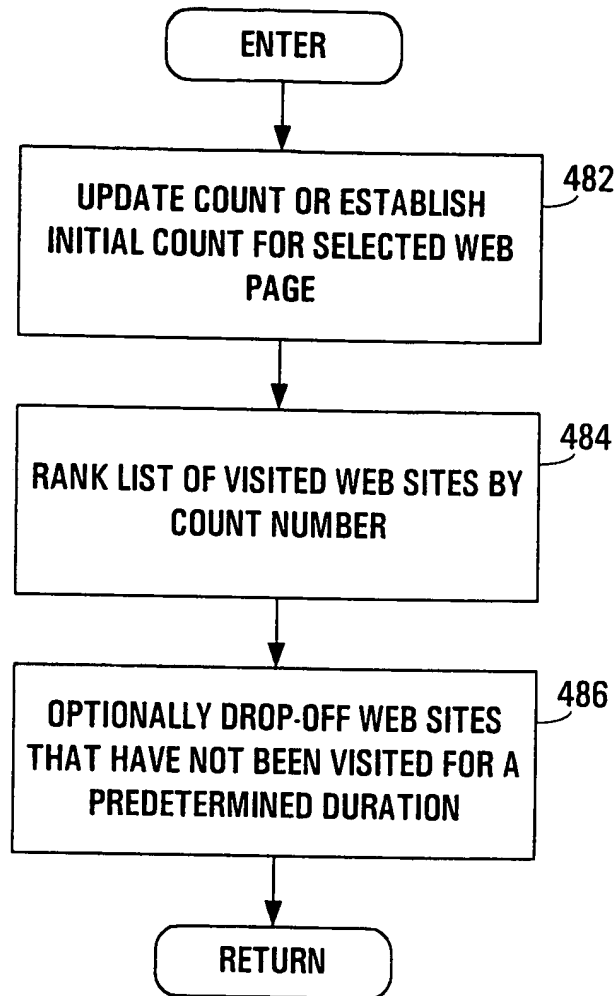 ENTER
482
UPDATE COUNT OR ESTABLISH
INITIAL COUNT FOR SELECTED WEB
PAGE
484
RANK LIST OF VISITED WEB SITES BY
COUNT NUMBER
486
OPTIONALLY DROP-OFF WEB SITES
THAT HAVE NOT BEEN VISITED FOR A
PREDETERMINED DURATION
RETURN